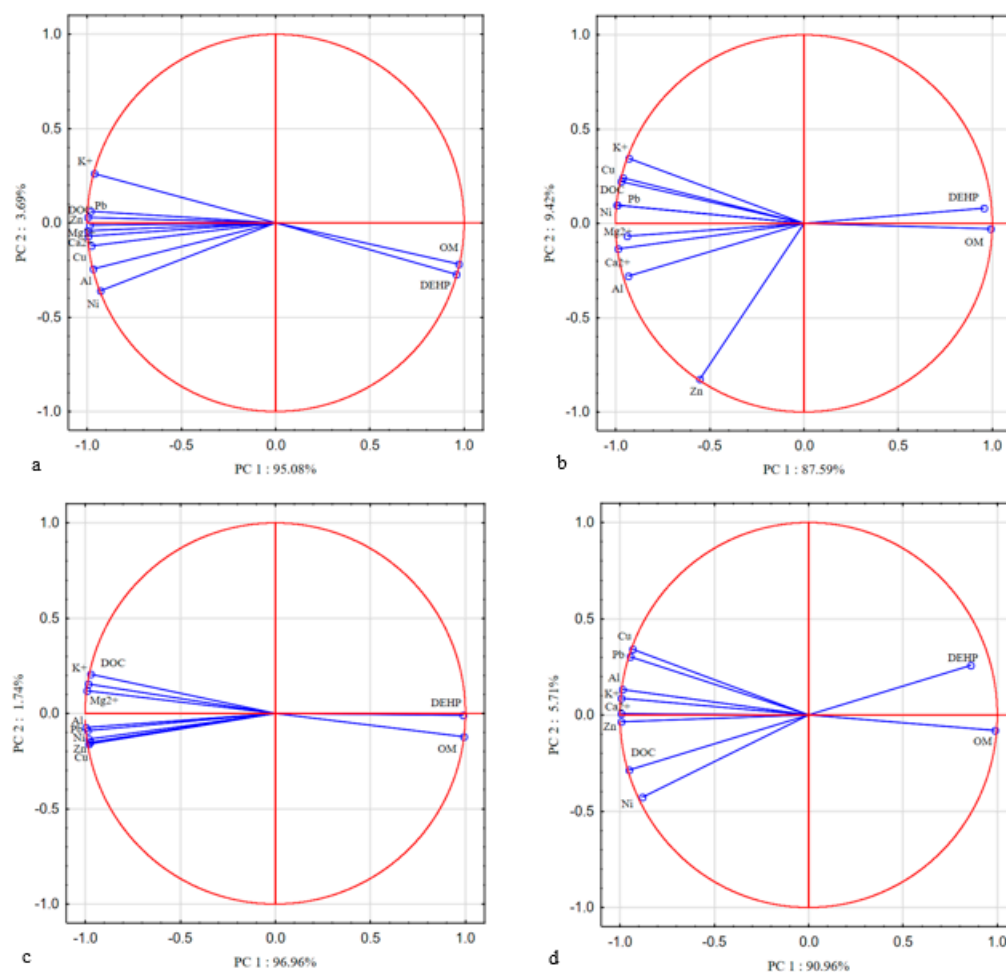 1.0
0.5
0.0
-0.5
-1.0
PC 2 : 3.69%
K+
DOC
Pb
Zn
Mg2+
Ca2+
Cu
Al
Ni
OM
DEHP
-1.0 -0.5 0.0 0.5 1.0
a
PC 1 : 95.08%
1.0
0.5
0.0
-0.5
-1.0
PC 2 : 9.42%
K+
Cu
DOC
Pb
Ni
Mg2+
Ca2+
Al
Zn
DEHP
OM
-1.0 -0.5 0.0 0.5 1.0
b
PC 1 : 87.59%
1.0
0.5
0.0
-0.5
-1.0
PC 2 : 1.74%
K+
DOC
Mg2+
Al
Pb
Ni
Zn
Cu
DEHP
OM
-1.0 -0.5 0.0 0.5 1.0
c
PC 1 : 96.96%
1.0
0.5
0.0
-0.5
-1.0
PC 2 : 5.71%
Cu
Pb
Al
K+
Ca2+
Zn
DOC
Ni
DEHP
OM
-1.0 -0.5 0.0 0.5 1.0
d
PC 1 : 90.96%